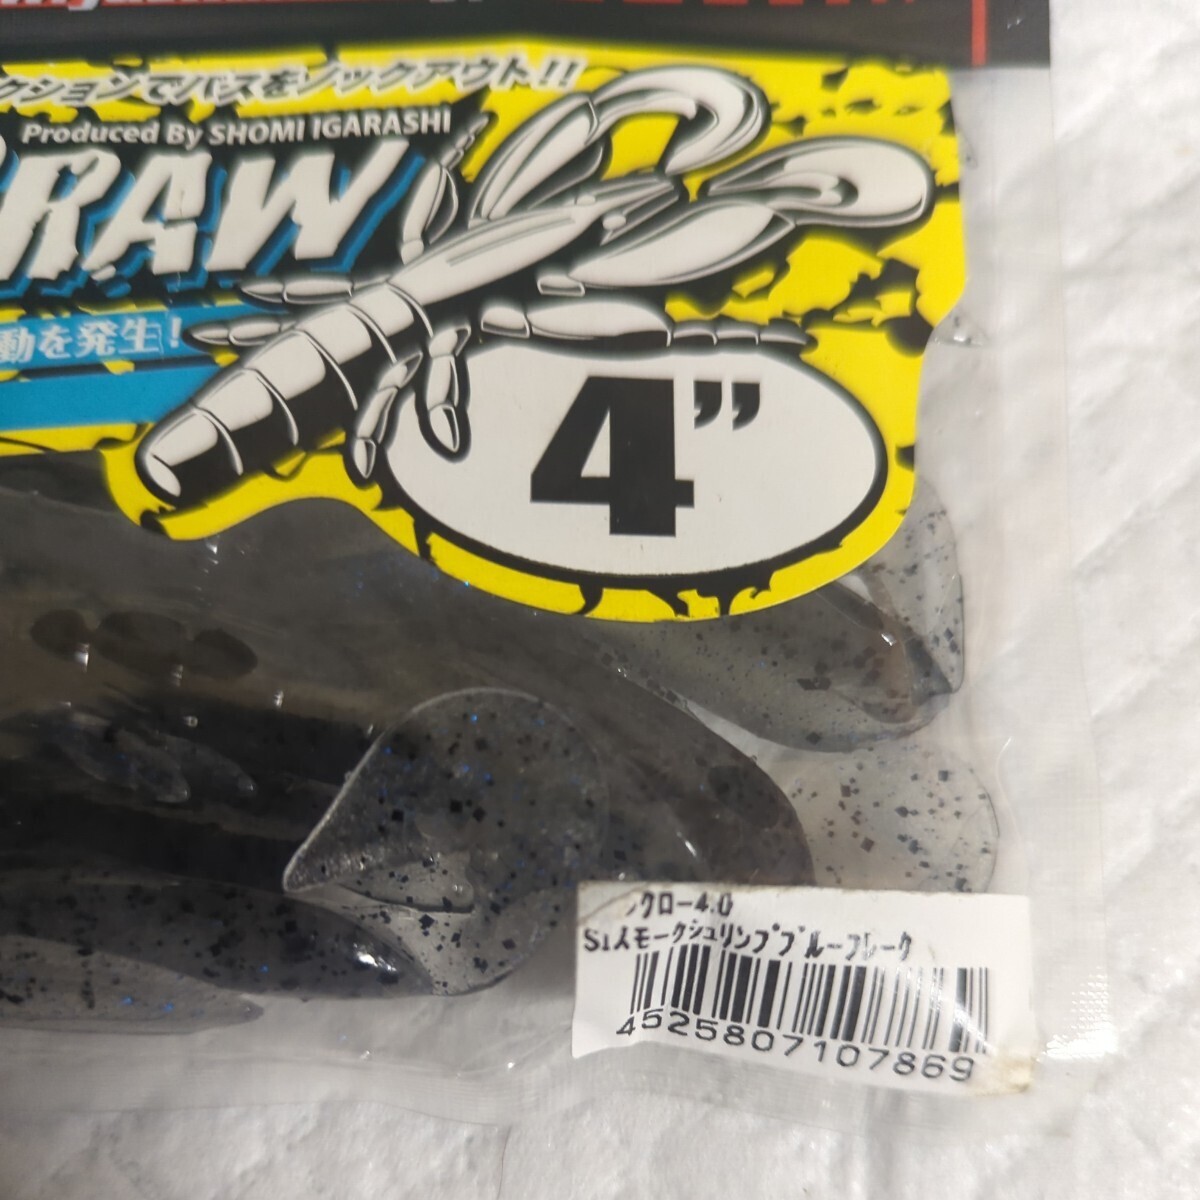 クションでバスをノックアウト!!
Produced By SHOMI IGARASHI
RAW
動を発生!
4”
クロー4.0
スモークシュリンプブルーフレーク
4525807107869